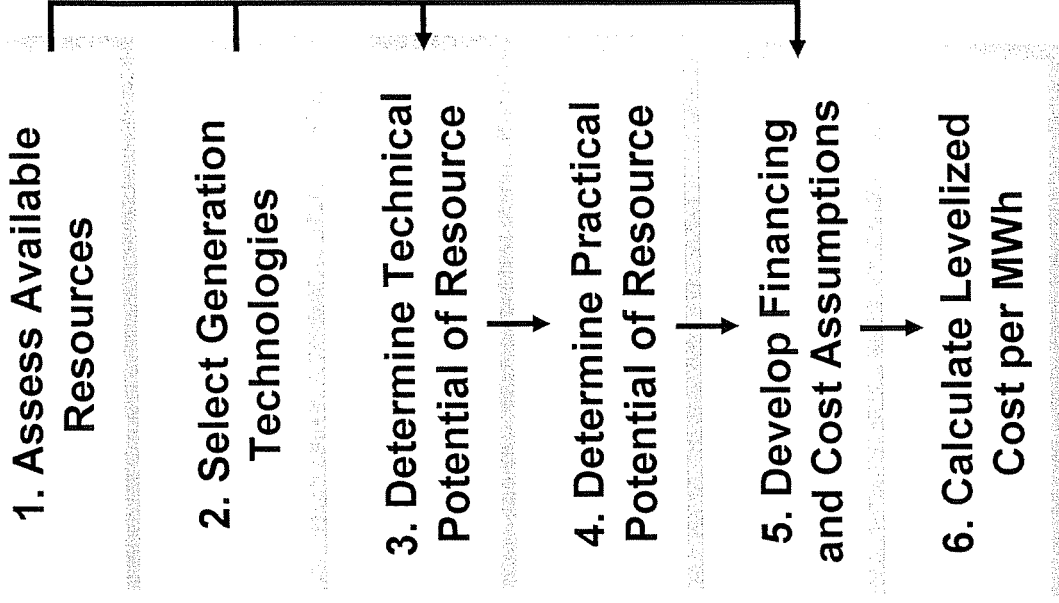 1. Assess Available
Resources
2. Select Generation
Technologies
3. Determine Technical
Potential of Resource
4. Determine Practical
Potential of Resource
5. Develop Financing
and Cost Assumptions
6. Calculate Levelized
Cost per MWh